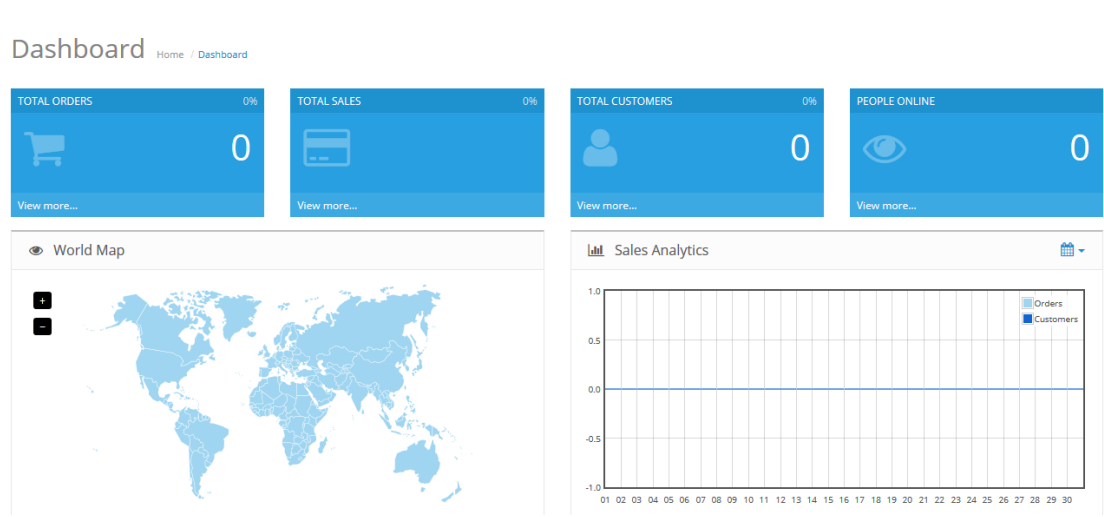 Dashboard Home / Dashboard
TOTAL ORDERS 0%
0
View more...
TOTAL SALES 0%
View more...
TOTAL CUSTOMERS 0%
0
View more...
PEOPLE ONLINE
0
View more...
World Map
+
−
Sales Analytics
1.0
0.5
0.0
-0.5
-1.0
Orders
Customers
01 02 03 04 05 06 07 08 09 10 11 12 13 14 15 16 17 18 19 20 21 22 23 24 25 26 27 28 29 30